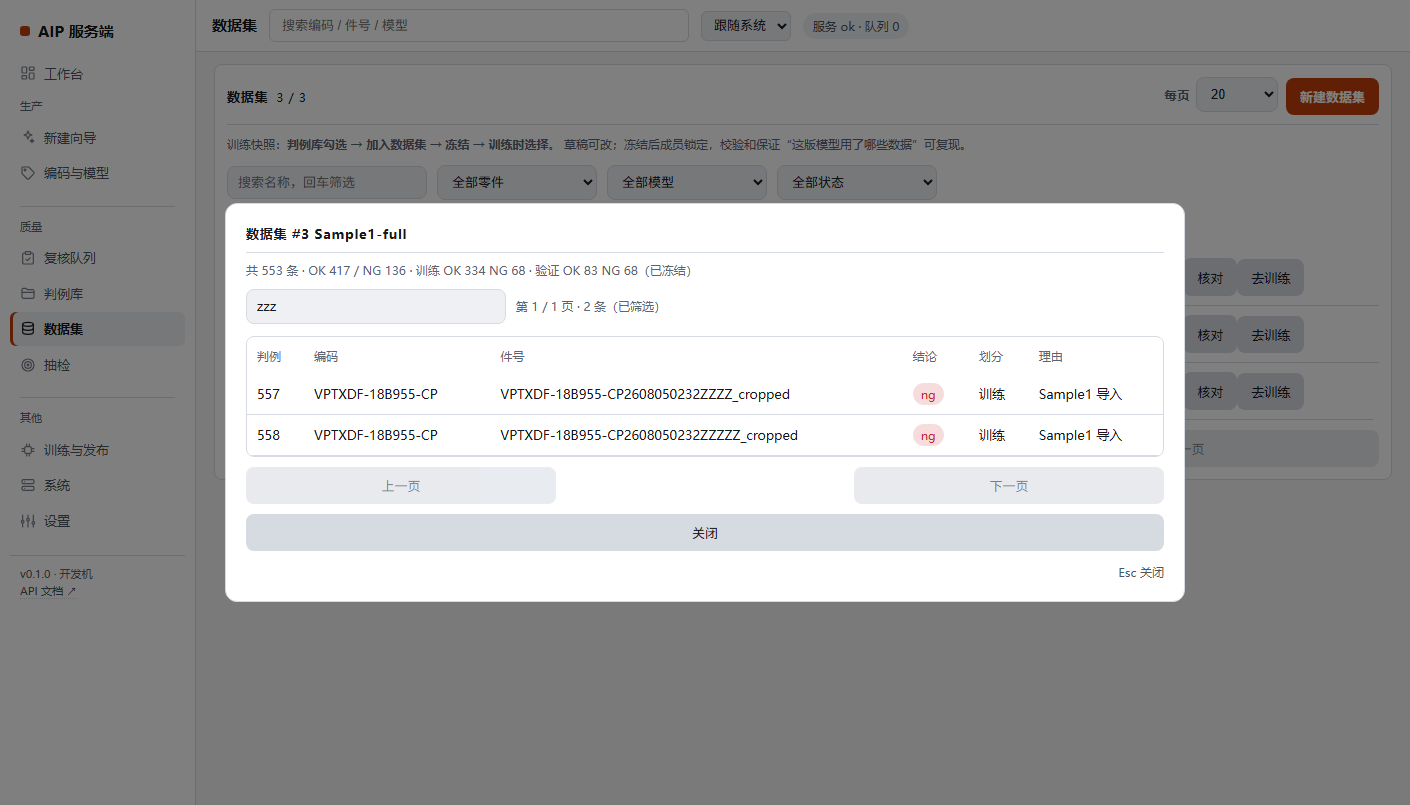 AIP 服务端
工作台
生产
新建向导
编码与模型
质量
复核队列
判例库
数据集
抽检
其他
训练与发布
系统
设置
v0.1.0 · 开发机
API 文档 ↗
数据集
搜索编码 / 件号 / 模型
跟随系统
服务 ok · 队列 0
数据集 3 / 3
每页 20 新建数据集
训练快照：判例库勾选 → 加入数据集 → 冻结 → 训练时选择。 草稿可改；冻结后成员锁定，校验和保证“这版模型用了哪些数据”可复现。
搜索名称，回车筛选 全部零件 全部模型 全部状态
核对 去训练
核对 去训练
核对 去训练
一页
数据集 #3 Sample1-full
共 553 条 · OK 417 / NG 136 · 训练 OK 334 NG 68 · 验证 OK 83 NG 68（已冻结）
zzz 第 1 / 1 页 · 2 条（已筛选）
判例 编码 件号 结论 划分 理由
557 VPTXDF-18B955-CP VPTXDF-18B955-CP2608050232ZZZZ_cropped ng 训练 Sample1 导入
558 VPTXDF-18B955-CP VPTXDF-18B955-CP2608050232ZZZZZ_cropped ng 训练 Sample1 导入
上一页 下一页
关闭
Esc 关闭